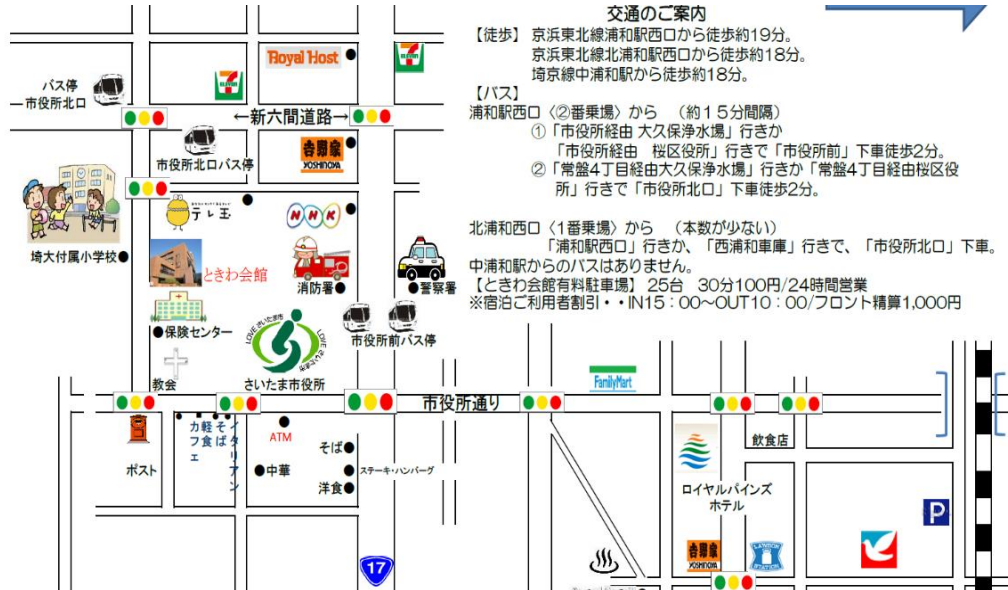 交通のご案内
【徒歩】 京浜東北線浦和駅西口から徒歩約19分。
京浜東北線北浦和駅西口から徒歩約18分。
埼京線中浦和駅から徒歩約18分。
【バス】
浦和駅西口〈②番乗場〉から （約１５分間隔）
①「市役所経由 大久保浄水場」行きか
「市役所経由 桜区役所」行きで「市役所前」下車徒歩2分。
②「常盤4丁目経由大久保浄水場」行きか「常盤4丁目経由桜区役
所」行きで「市役所北口」下車徒歩2分。
北浦和西口〈1番乗場〉から （本数が少ない）
「浦和駅西口」行きか、「西浦和車庫」行きで、「市役所北口」下車。
中浦和駅からのバスはありません。
【ときわ会館有料駐車場】 25台 30分100円/24時間営業
※宿泊ご利用者割引・・IN15：00～OUT10：00/フロント精算1,000円
Royal Host
バス停
市役所北口
←新六間道路→
市役所北口バス停
吉野家
YOSHINOYA
テレ玉
NHK
埼大付属小学校
ときわ会館
消防署
警察署
保険センター
市役所前バス停
LOVE さいたま市
LOVE さいたま市
教会
さいたま市役所
FamilyMart
市役所通り
ポスト
カフェ
軽食
そば
イタリアン
ATM
中華
そば
ステーキ・ハンバーグ
洋食
飲食店
ロイヤルパインズ
ホテル
P
17
吉野家
YOSHINOYA
LAWSON
STATION